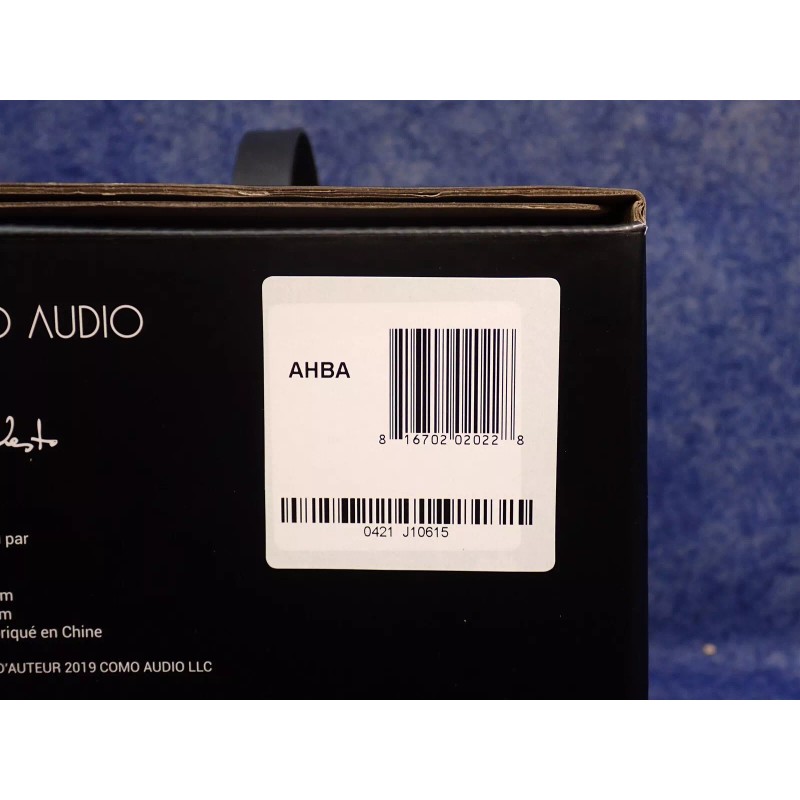 AUDIO
AHBA
8 16702 02022 8
0421 J10615
par
riqué en Chine
D'AUTEUR 2019 COMO AUDIO LLC